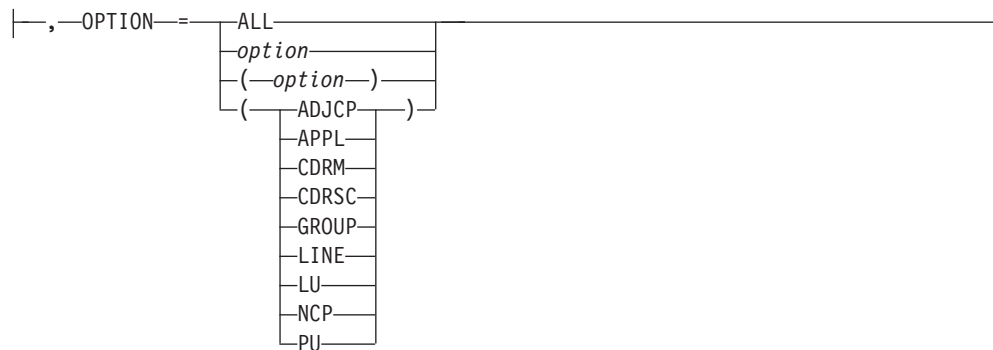 , OPTION = ALL
option
( option )
( ADJCP )
APPL
CDRM
CDRSC
GROUP
LINE
LU
NCP
PU